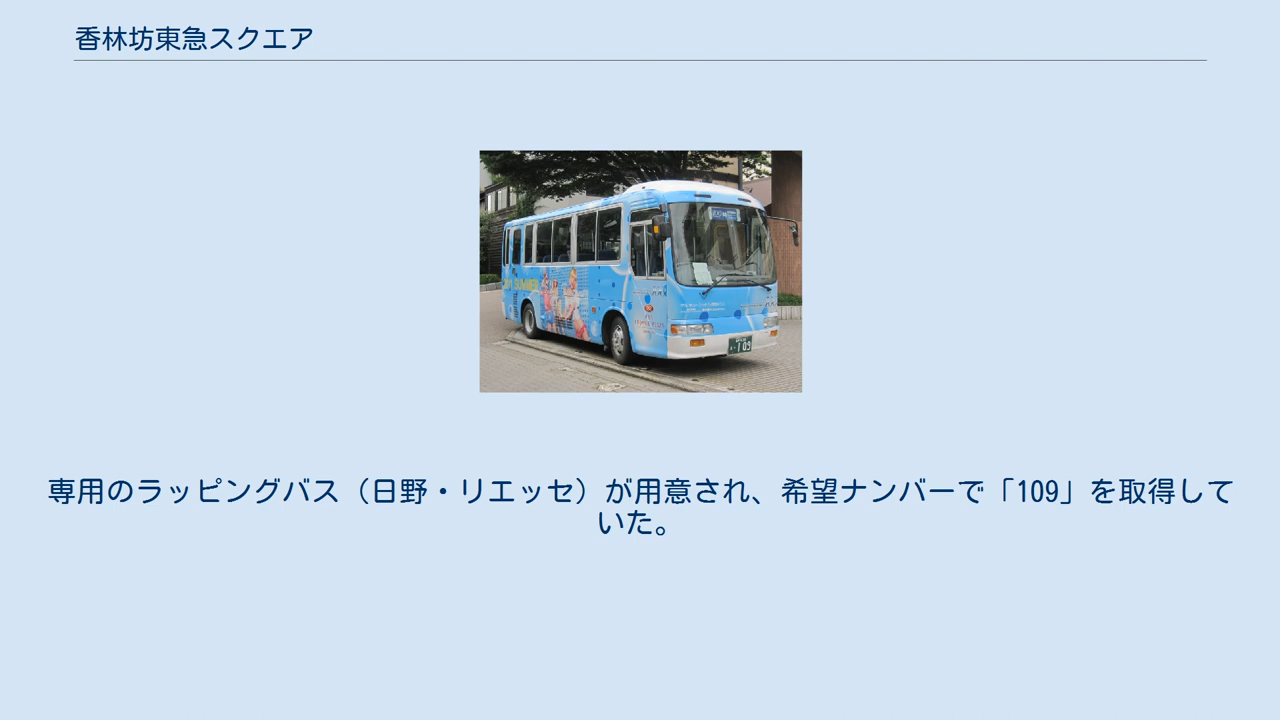 香林坊東急スクエア
109
専用のラッピングバス（日野・リエッセ）が用意され、希望ナンバーで「109」を取得して
いた。